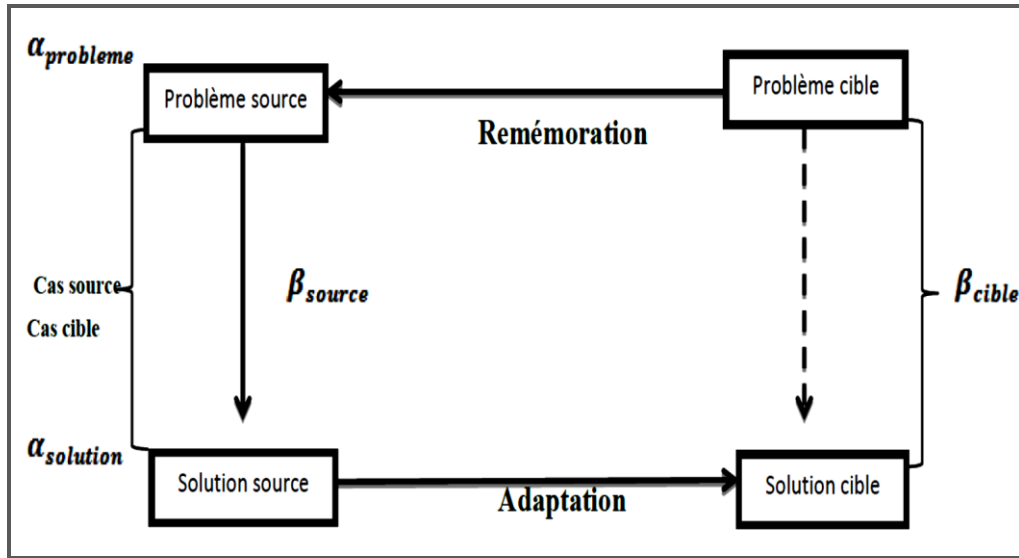 α_probleme
Problème source
Problème cible
Remémoration
Cas source
β_source
β_cible
Cas cible
α_solution
Solution source
Solution cible
Adaptation